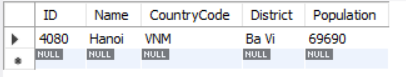 ID Name CountryCode District Population
4080 Hanoi VNM Ba Vi 69690
NULL NULL NULL NULL NULL